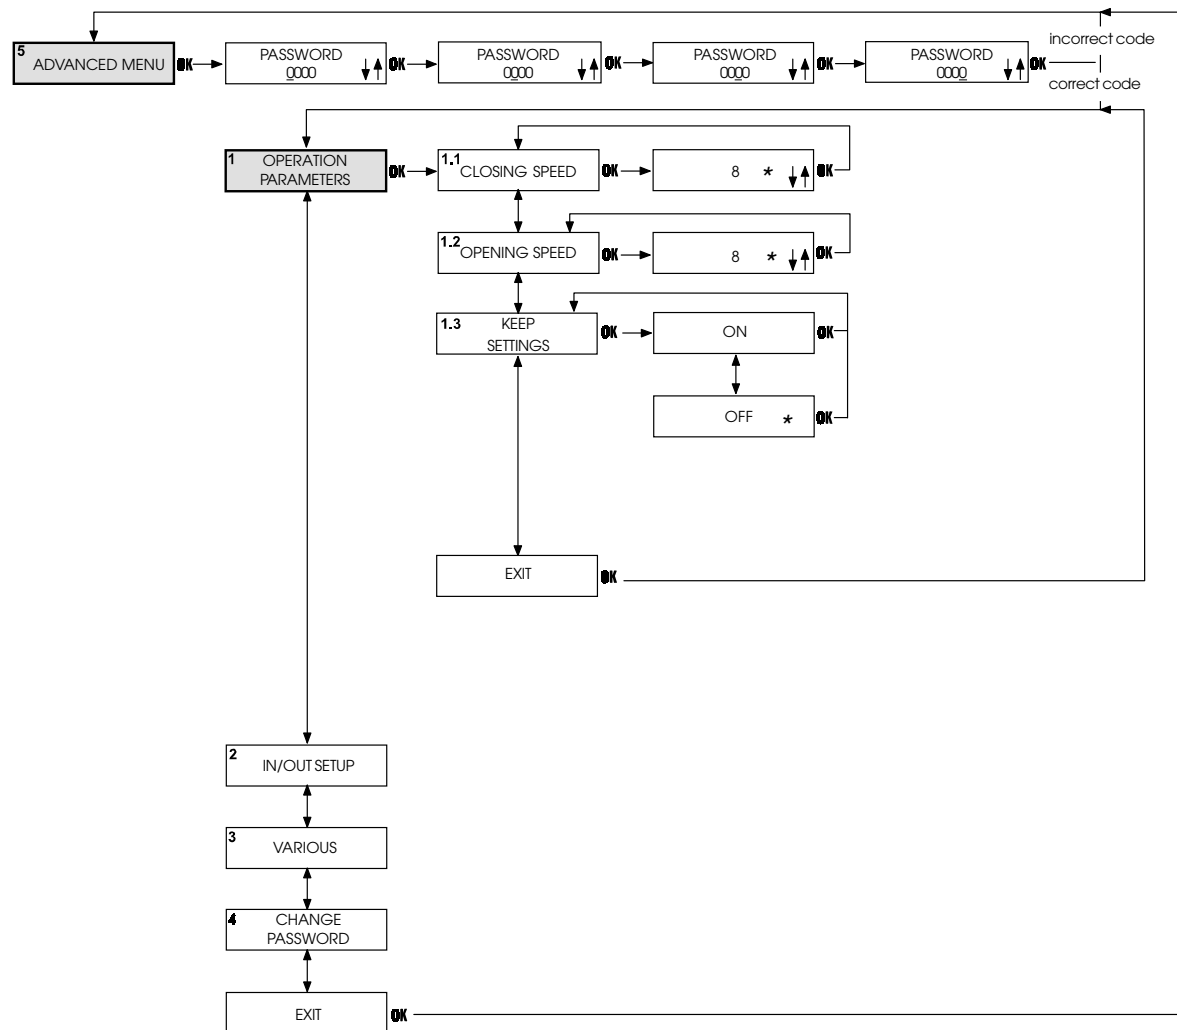 5
ADVANCED MENU
OK
PASSWORD
0000
OK
PASSWORD
0000
OK
PASSWORD
0000
OK
PASSWORD
0000
OK
incorrect code
correct code
1
OPERATION
PARAMETERS
OK
1.1
CLOSING SPEED
OK
8 *
OK
1.2
OPENING SPEED
OK
8 *
OK
1.3
KEEP
SETTINGS
OK
ON
OK
OFF *
OK
EXIT
OK
2
IN/OUT SETUP
3
VARIOUS
4
CHANGE
PASSWORD
EXIT
OK